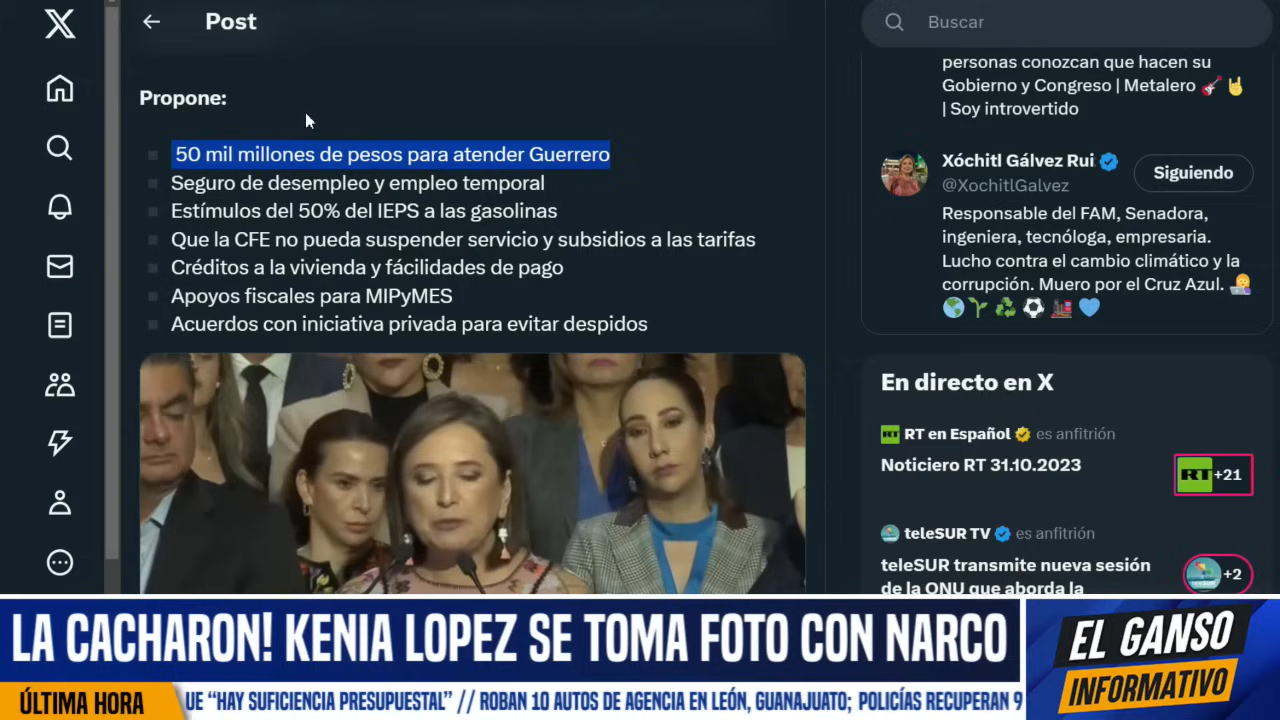 Post
Propone:
50 mil millones de pesos para atender Guerrero
Seguro de desempleo y empleo temporal
Estímulos del 50% del IEPS a las gasolinas
Que la CFE no pueda suspender servicio y subsidios a las tarifas
Créditos a la vivienda y fácilidades de pago
Apoyos fiscales para MIPyMES
Acuerdos con iniciativa privada para evitar despidos
Buscar
personas conozcan que hacen su
Gobierno y Congreso | Metalero 🎸🤘
| Soy introvertido
Xóchitl Gálvez Rui
Siguiendo
@XochitlGalvez
Responsable del FAM, Senadora,
ingeniera, tecnóloga, empresaria.
Lucho contra el cambio climático y la
corrupción. Muero por el Cruz Azul. 👩‍💻
🌎🌱♻️⚽🚂💙
En directo en X
RT en Español es anfitrión
Noticiero RT 31.10.2023
RT +21
teleSUR TV es anfitrión
teleSUR transmite nueva sesión
de la ONU que aborda la
+2
LA CACHARON! KENIA LOPEZ SE TOMA FOTO CON NARCO
EL GANSO
INFORMATIVO
ÚLTIMA HORA
UE “HAY SUFICIENCIA PRESUPUESTAL” // ROBAN 10 AUTOS DE AGENCIA EN LEÓN, GUANAJUATO; POLICÍAS RECUPERAN 9